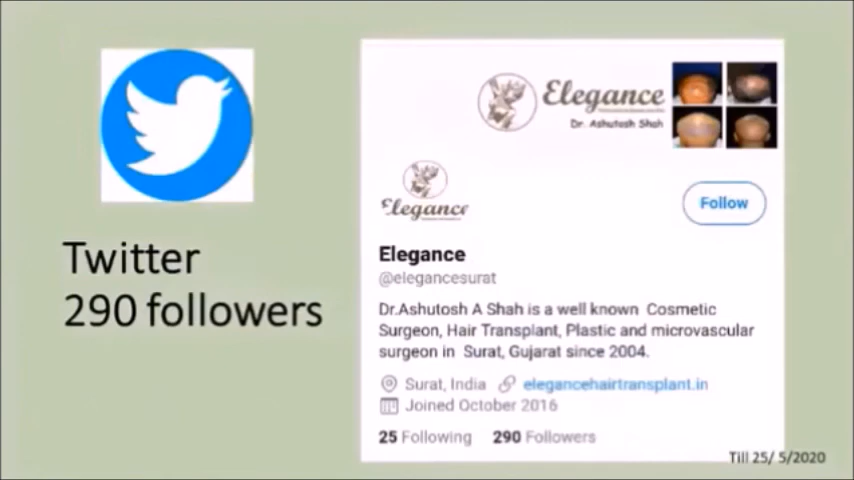 Twitter
290 followers
Elegance
Dr. Ashutosh Shah
Elegance
Follow
Elegance
@elegancesurat
Dr.Ashutosh A Shah is a well known Cosmetic
Surgeon, Hair Transplant, Plastic and microvascular
surgeon in Surat, Gujarat since 2004.
Surat, India elegancehairtransplant.in
Joined October 2016
25 Following 290 Followers
Till 25/ 5/2020